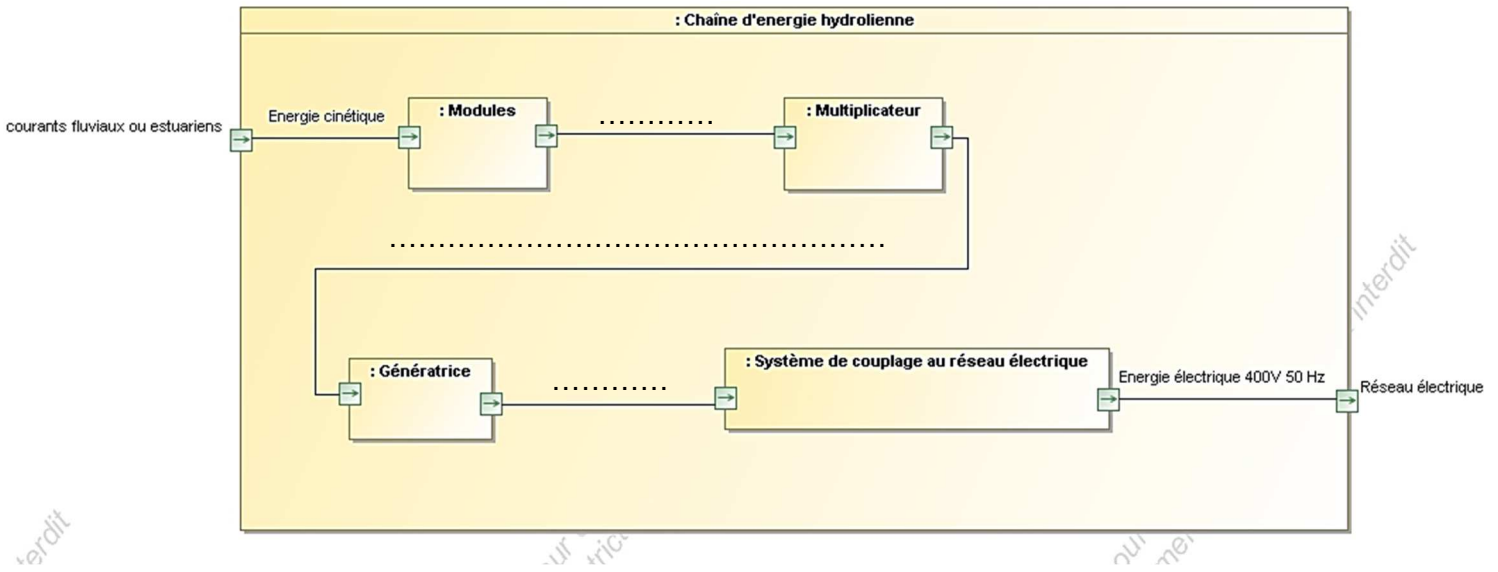 : Chaîne d'energie hydrolienne
courants fluviaux ou estuariens
Energie cinétique
: Modules
............
: Multiplicateur
...................................................
: Génératrice
............
: Système de couplage au réseau électrique
Energie électrique 400V 50 Hz
Réseau électrique
interdit